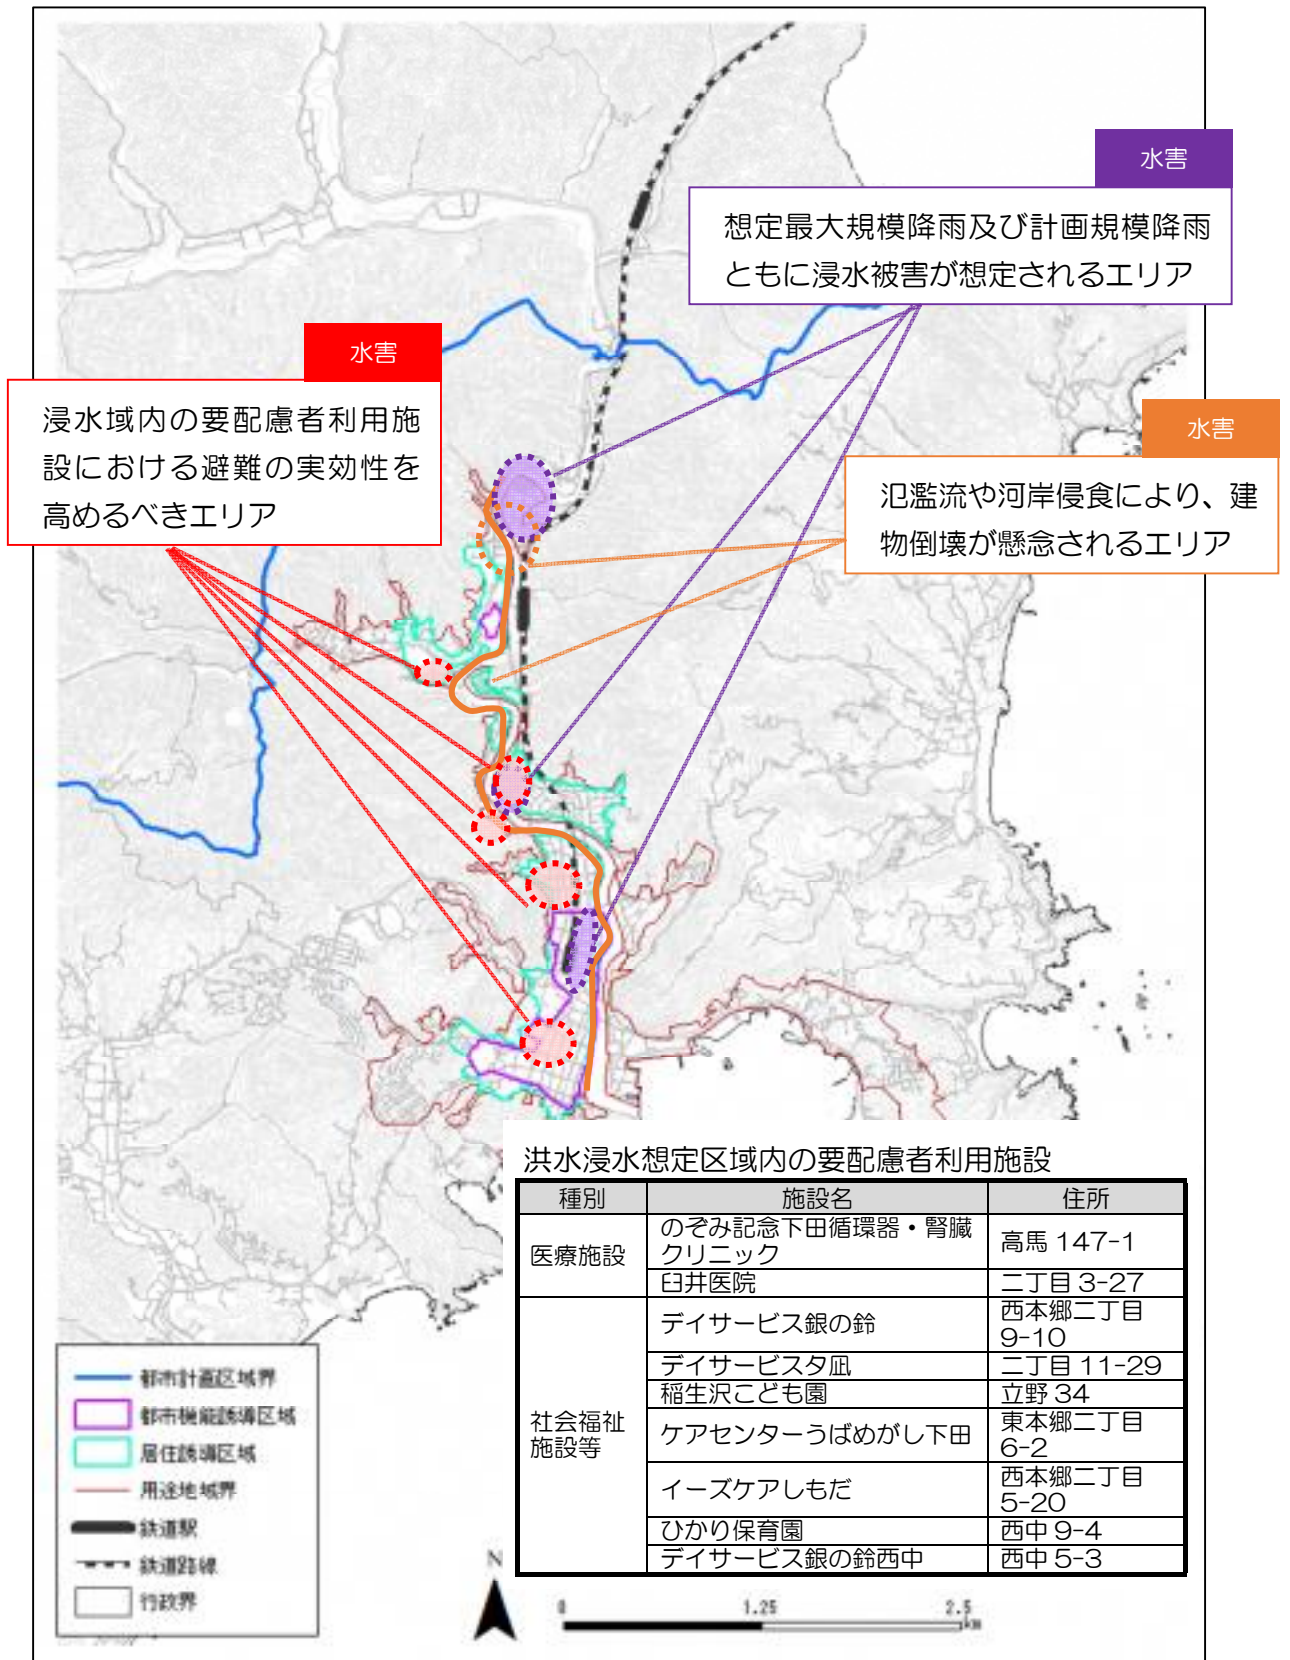 水害
想定最大規模降雨及び計画規模降雨
ともに浸水被害が想定されるエリア
水害
浸水域内の要配慮者利用施
設における避難の実効性を
高めるべきエリア
水害
氾濫流や河岸侵食により、建
物倒壊が懸念されるエリア
洪水浸水想定区域内の要配慮者利用施設
種別 施設名 住所
医療施設
のぞみ記念下田循環器・腎臓
クリニック
高馬 147-1
臼井医院 二丁目 3-27
社会福祉
施設等
デイサービス銀の鈴
西本郷二丁目
9-10
デイサービス夕凪 二丁目 11-29
稲生沢こども園 立野 34
ケアセンターうばめがし下田
東本郷二丁目
6-2
イーズケアしもだ
西本郷二丁目
5-20
ひかり保育園 西中 9-4
デイサービス銀の鈴西中 西中 5-3
都市計画区域界
都市機能誘導区域
居住誘導区域
用途地域界
鉄道駅
鉄道路線
行政界
N
0 1.25 2.5
km